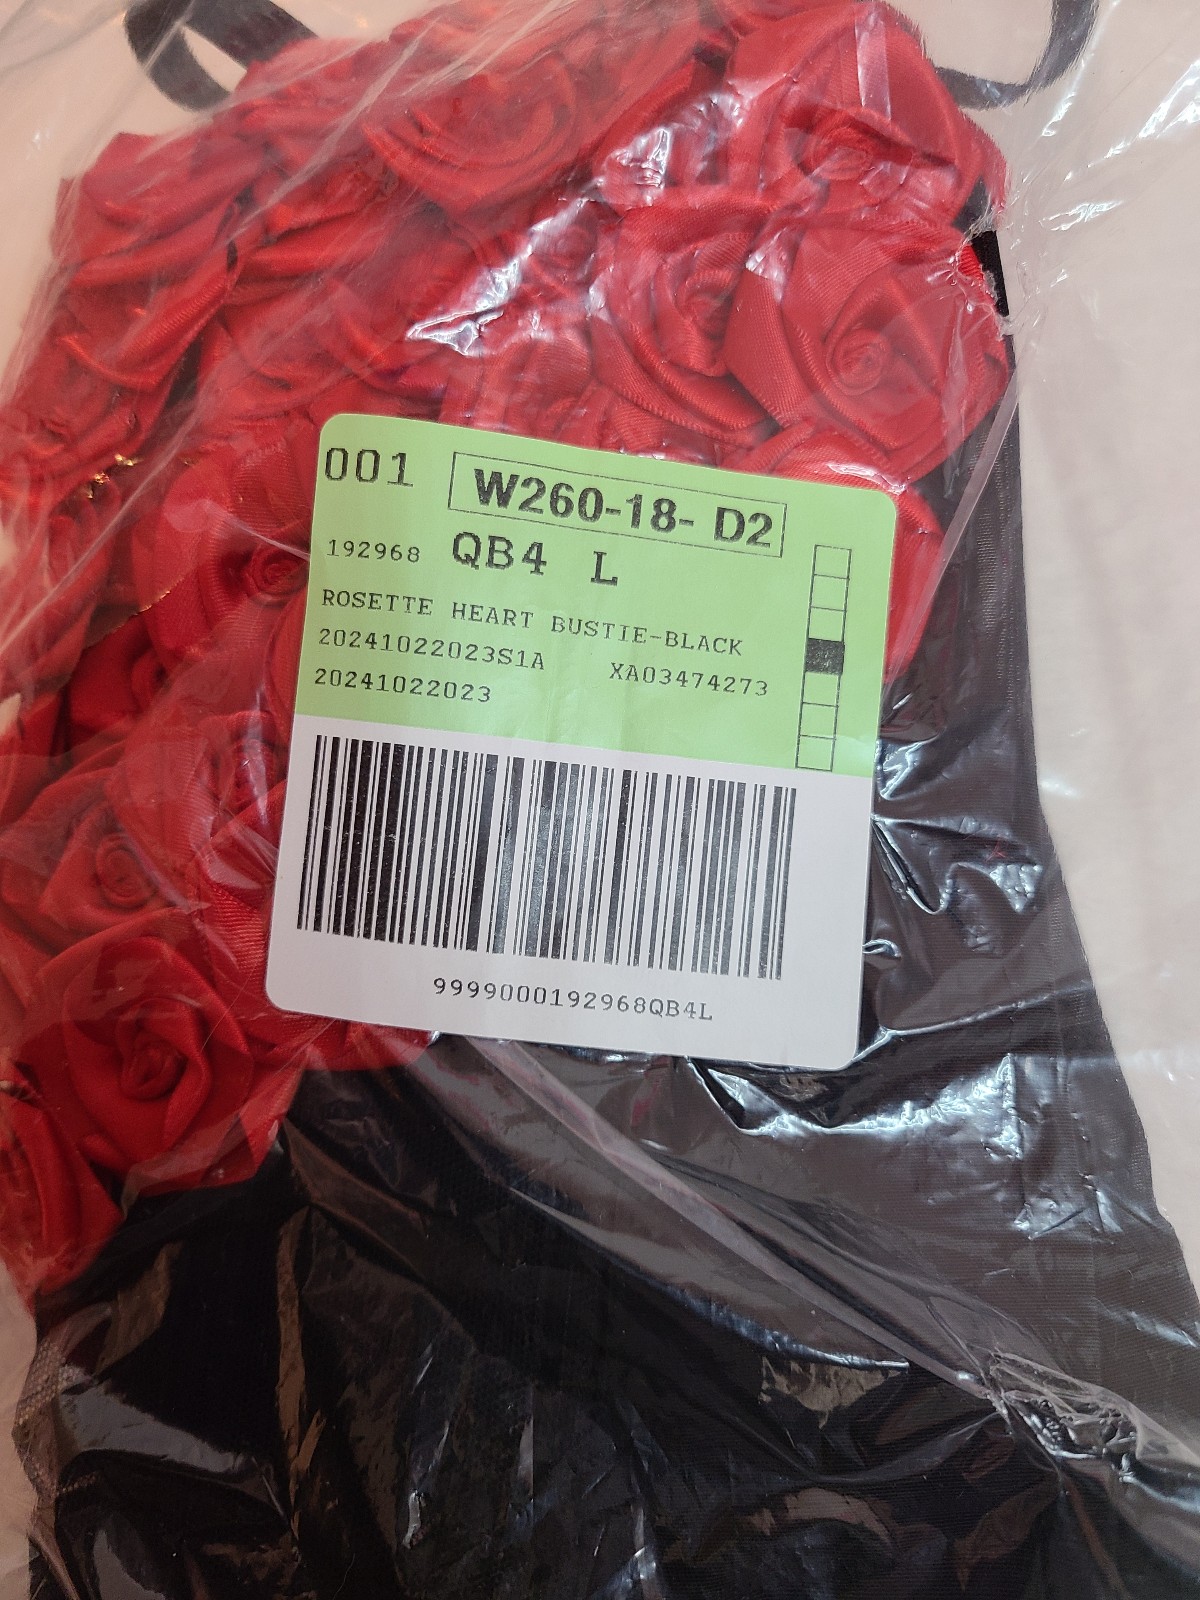 001 W260-18- D2
192968 QB4 L
ROSETTE HEART BUSTIE-BLACK
20241022023S1A XA03474273
20241022023
9999000192968QB4L